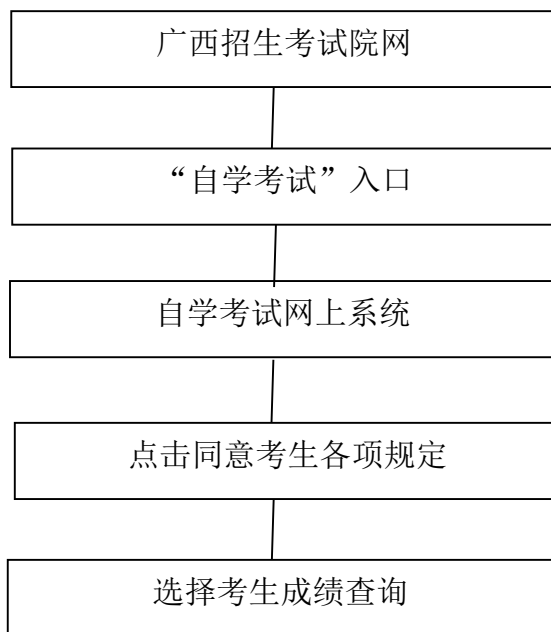 广西招生考试院网
“自学考试”入口
自学考试网上系统
点击同意考生各项规定
选择考生成绩查询